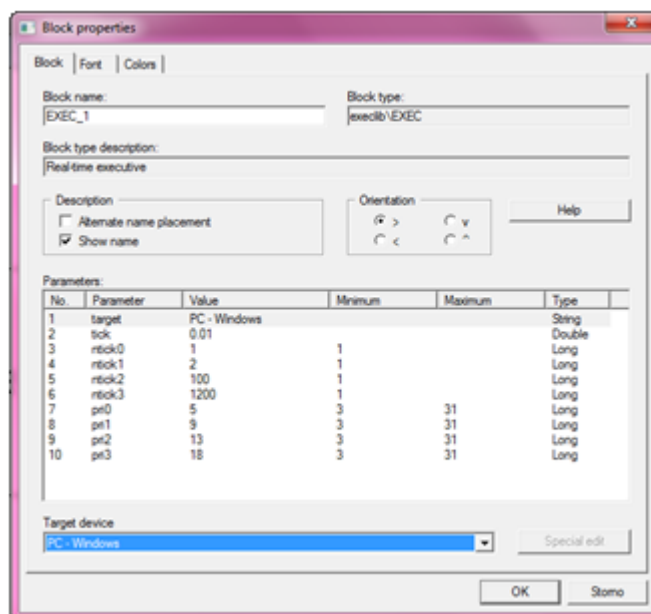 Block properties
Block Font Colors
Block name: Block type:
EXEC_1 execlib\EXEC
Block type description:
Real-time executive
Description Orientation
Alternate name placement > v Help
Show name < ^
Parameters:
No. Parameter Value Minimum Maximum Type
1 target PC - Windows String
2 tick 0.01 Double
3 ntick0 1 1 Long
4 ntick1 2 1 Long
5 ntick2 100 1 Long
6 ntick3 1200 1 Long
7 pri0 5 3 31 Long
8 pri1 9 3 31 Long
9 pri2 13 3 31 Long
10 pri3 18 3 31 Long
Target device
PC - Windows Special edit
OK Storno